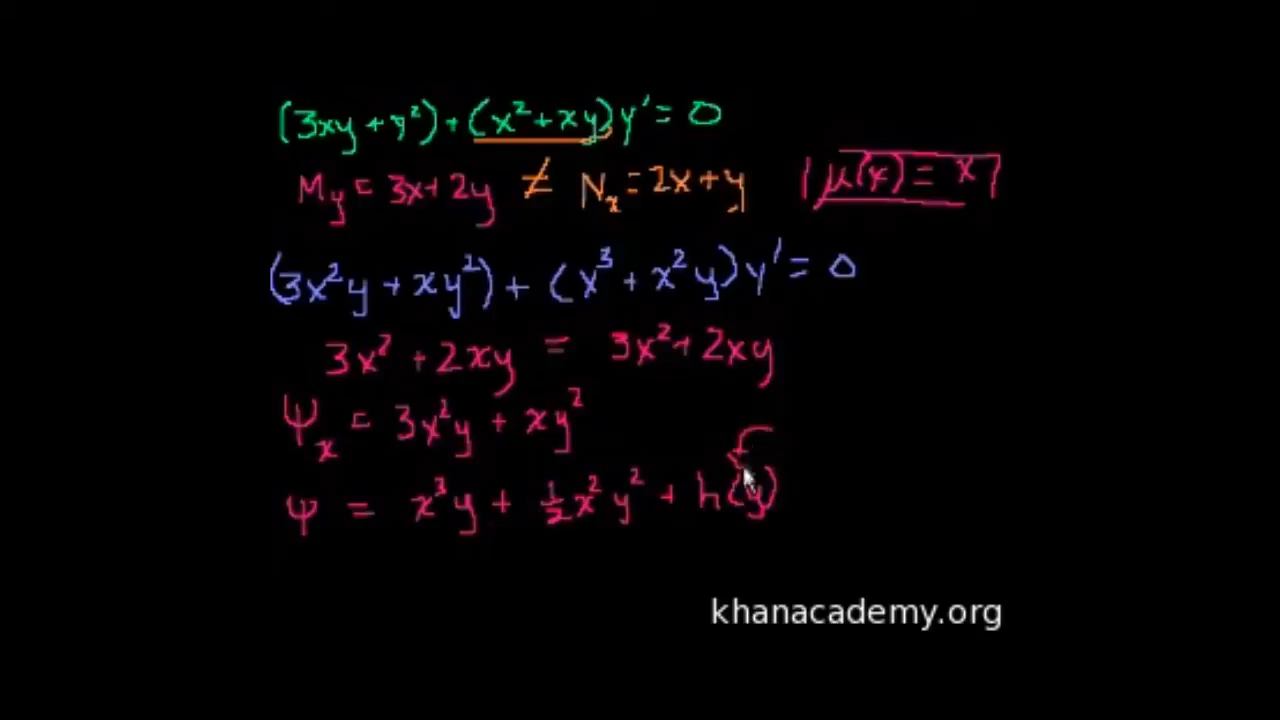 (3xy + y²) + (x² + xy) y' = 0
M_y = 3x + 2y ≠ N_x = 2x + y μ(x) = x
(3x²y + xy²) + (x³ + x²y) y' = 0
3x² + 2xy = 3x² + 2xy
Ψ_x = 3x²y + xy²
Ψ = x³y + ½x²y² + h(y)
khanacademy.org